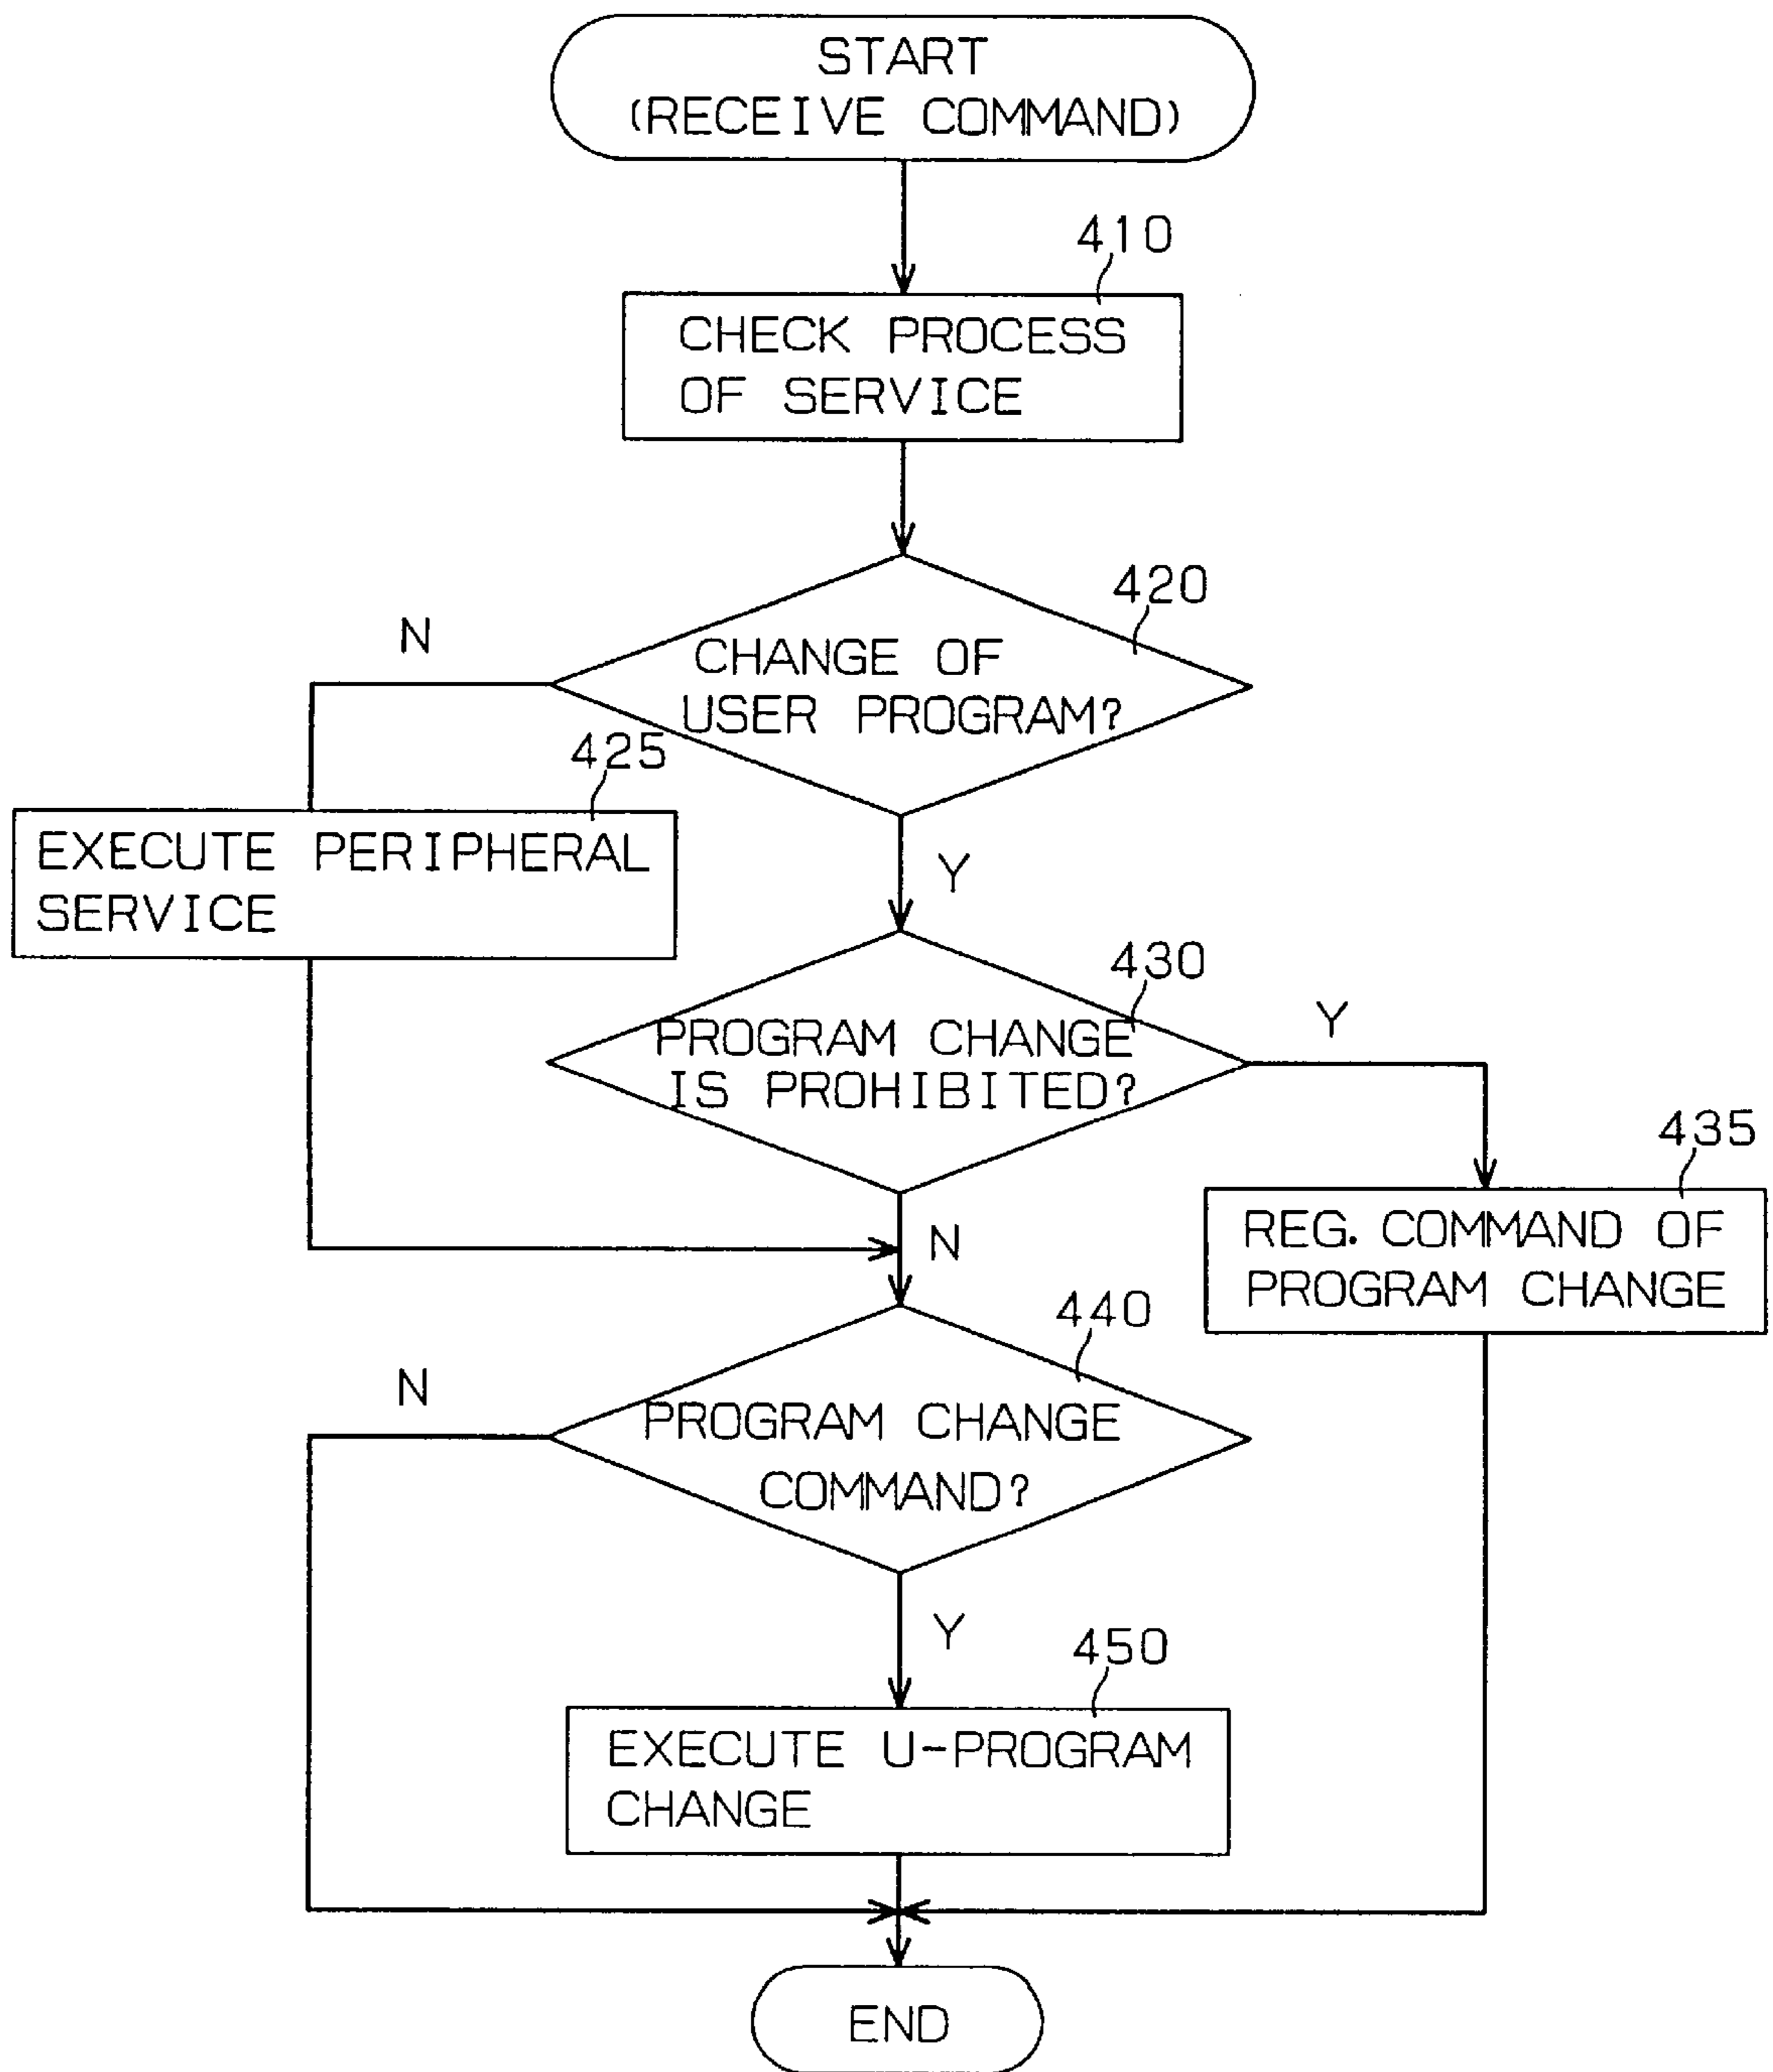 START
(RECEIVE COMMAND)
410
CHECK PROCESS
OF SERVICE
420
N
CHANGE OF
USER PROGRAM?
425
EXECUTE PERIPHERAL
SERVICE
Y
430
PROGRAM CHANGE
IS PROHIBITED?
Y
435
REG. COMMAND OF
PROGRAM CHANGE
N
440
N
PROGRAM CHANGE
COMMAND?
Y
450
EXECUTE U-PROGRAM
CHANGE
END